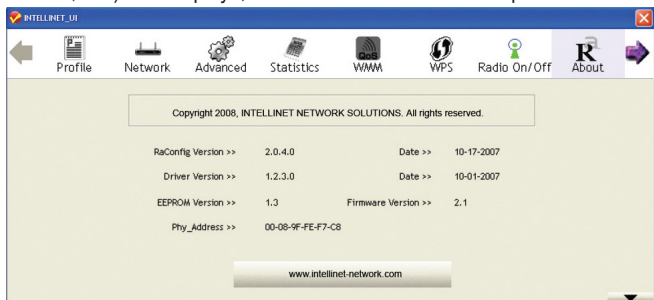 INTELLINET_UI
Profile Network Advanced Statistics QoS WMM WPS Radio On/Off R About
Copyright 2008, INTELLINET NETWORK SOLUTIONS. All rights reserved.
RaConfig Version >> 2.0.4.0 Date >> 10-17-2007
Driver Version >> 1.2.3.0 Date >> 10-01-2007
EEPROM Version >> 1.3 Firmware Version >> 2.1
Phy_Address >> 00-08-9F-FE-F7-C8
www.intellinet-network.com